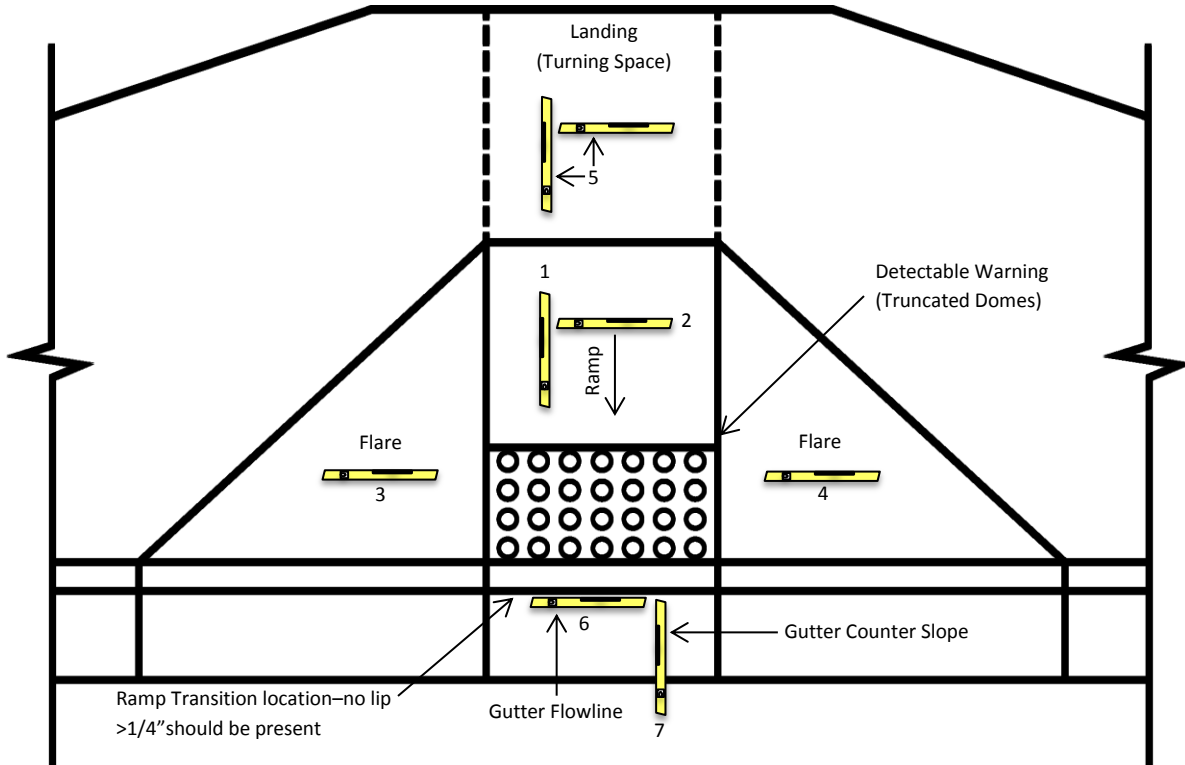 Landing
(Turning Space)
5
1
2
Ramp
Detectable Warning
(Truncated Domes)
Flare
3
Flare
4
6
Gutter Counter Slope
Ramp Transition location–no lip
>1/4”should be present
Gutter Flowline
7